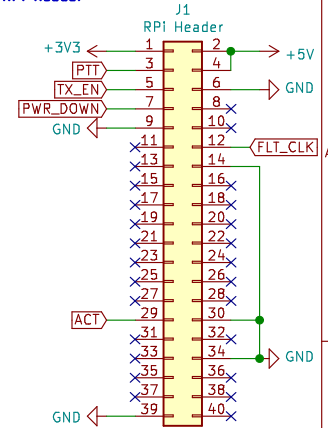 J1
RPi Header
+3V3 1 2 +5V
PTT 3 4
TX_EN 5 6 GND
PWR_DOWN 7 8
GND 9 10
11 12 FLT_CLK
13 14
15 16
17 18
19 20
21 22
23 24
25 26
27 28
ACT 29 30
31 32
33 34 GND
35 36
37 38
GND 39 40
A